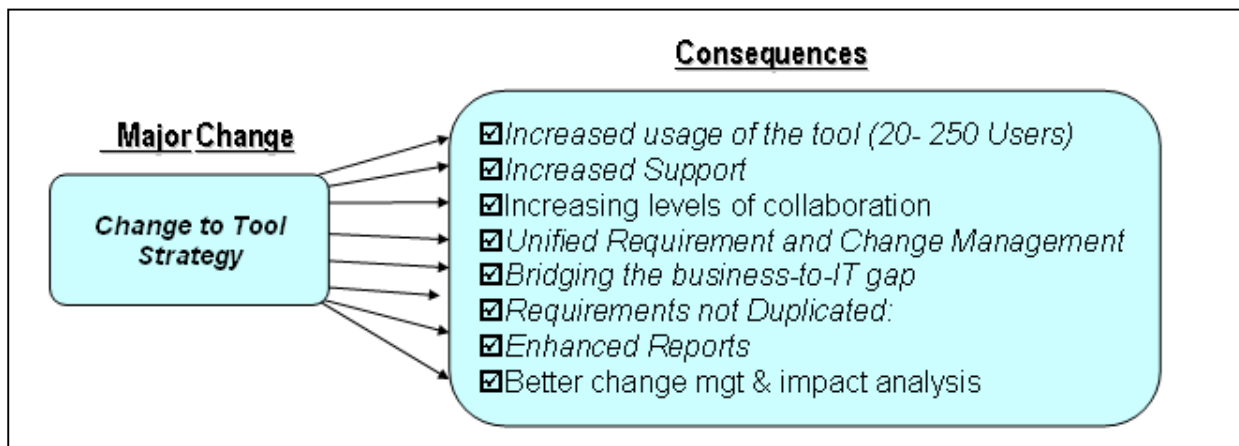 Consequences
Major Change
Change to Tool
Strategy
☑Increased usage of the tool (20- 250 Users)
☑Increased Support
☑Increasing levels of collaboration
☑Unified Requirement and Change Management
☑Bridging the business-to-IT gap
☑Requirements not Duplicated:
☑Enhanced Reports
☑Better change mgt & impact analysis